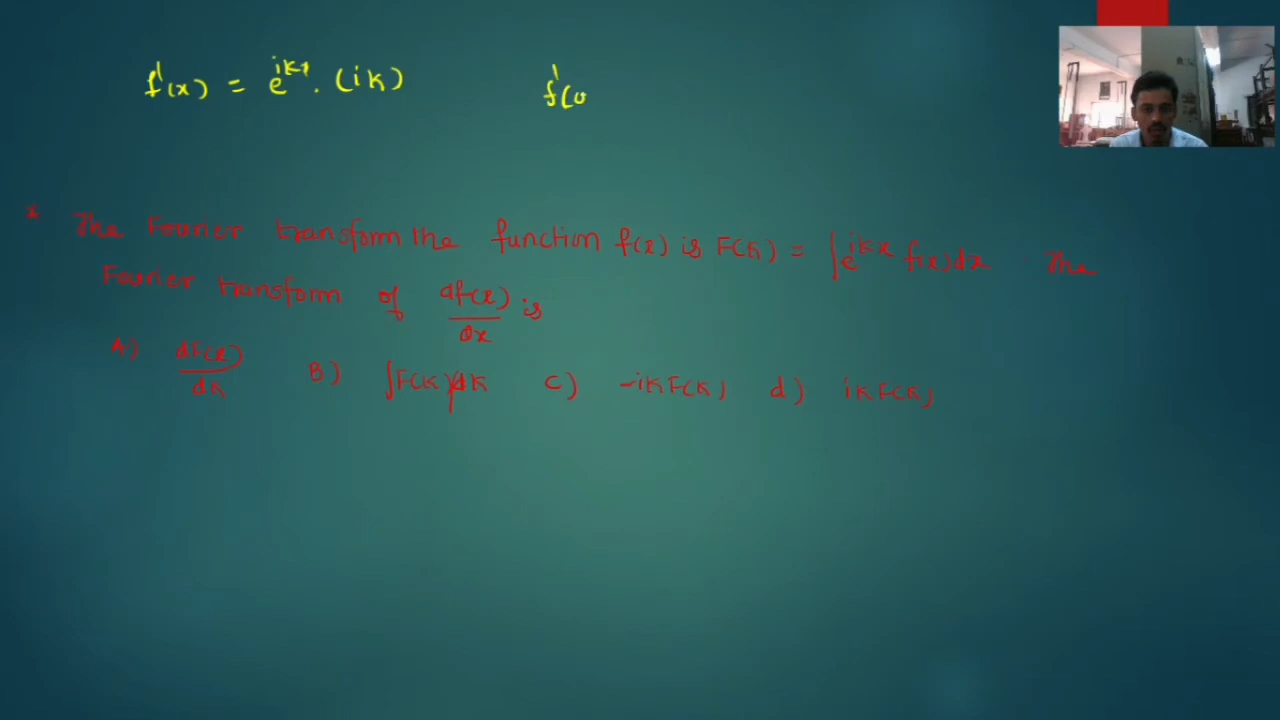 f'(x) = e^{ikx} . (ik) f'(0
* The Fourier transform the function f(x) is F(k) = ∫e^{ikx} f(x)dx The
Fourier transform of df(x)/dx is
A) dF(x)/dk B) ∫F(k)dk C) -ikF(k) d) ikF(k)